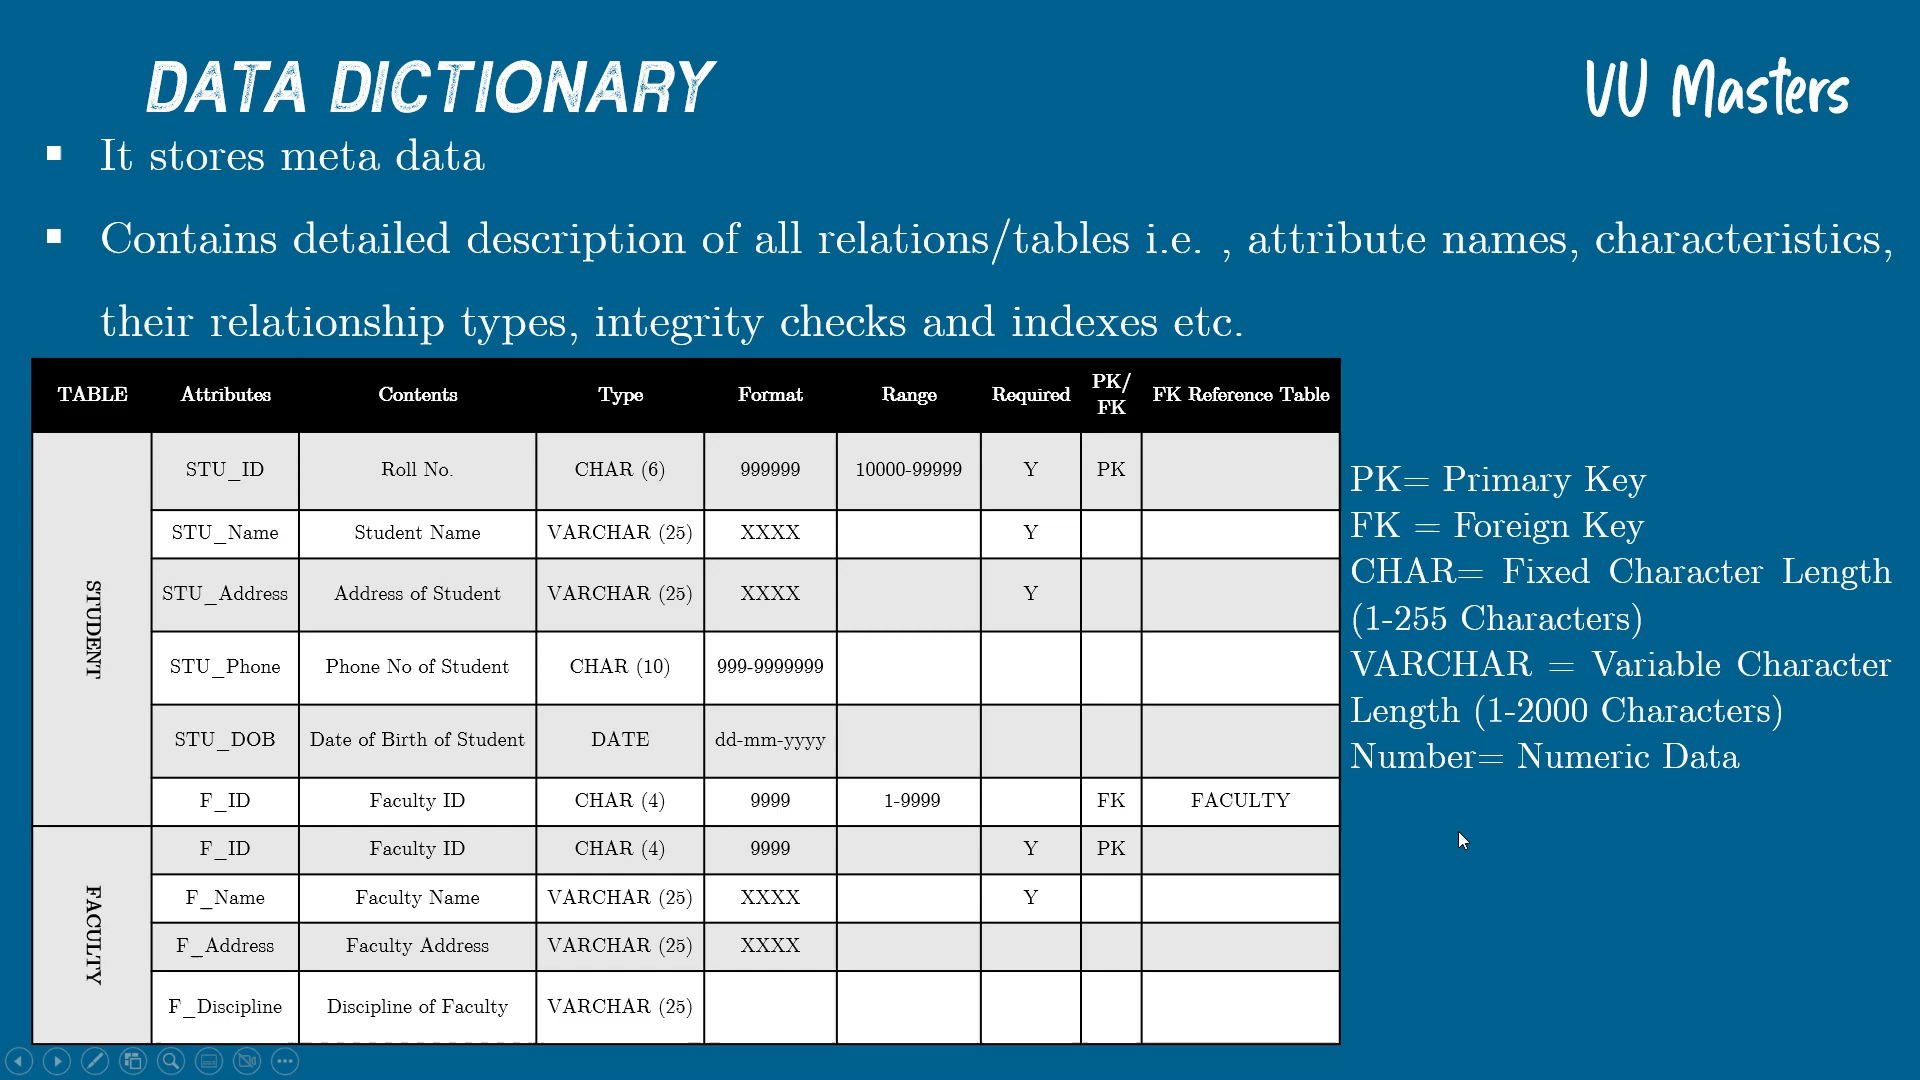 DATA DICTIONARY
VU Masters
▪ It stores meta data
▪ Contains detailed description of all relations/tables i.e. , attribute names, characteristics,
their relationship types, integrity checks and indexes etc.
TABLE Attributes Contents Type Format Range Required PK/ FK FK Reference Table
STUDENT
STU_ID Roll No. CHAR (6) 999999 10000-99999 Y PK
STU_Name Student Name VARCHAR (25) XXXX Y
STU_Address Address of Student VARCHAR (25) XXXX Y
STU_Phone Phone No of Student CHAR (10) 999-9999999
STU_DOB Date of Birth of Student DATE dd-mm-yyyy
F_ID Faculty ID CHAR (4) 9999 1-9999 FK FACULTY
FACULTY
F_ID Faculty ID CHAR (4) 9999 Y PK
F_Name Faculty Name VARCHAR (25) XXXX Y
F_Address Faculty Address VARCHAR (25) XXXX
F_Discipline Discipline of Faculty VARCHAR (25)
PK= Primary Key
FK = Foreign Key
CHAR= Fixed Character Length
(1-255 Characters)
VARCHAR = Variable Character
Length (1-2000 Characters)
Number= Numeric Data